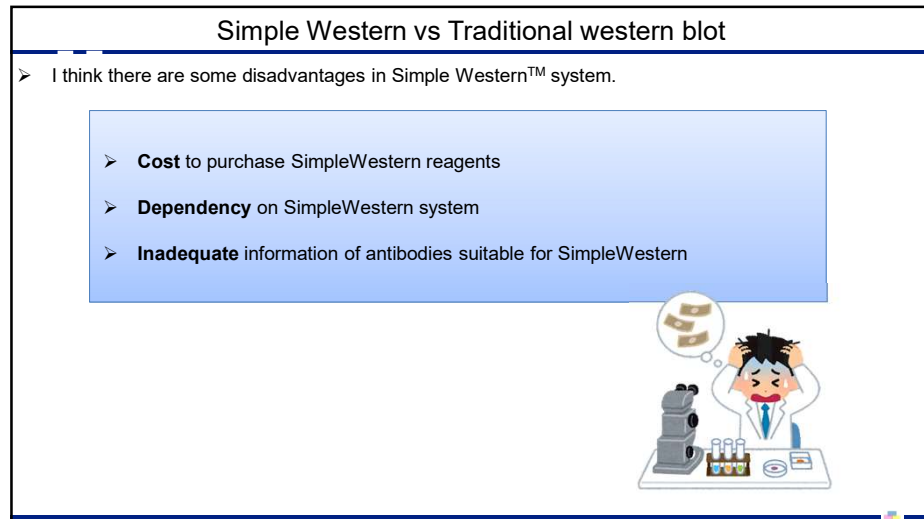 Simple Western vs Traditional western blot
➢ I think there are some disadvantages in Simple Western™ system.
➢ Cost to purchase SimpleWestern reagents
➢ Dependency on SimpleWestern system
➢ Inadequate information of antibodies suitable for SimpleWestern